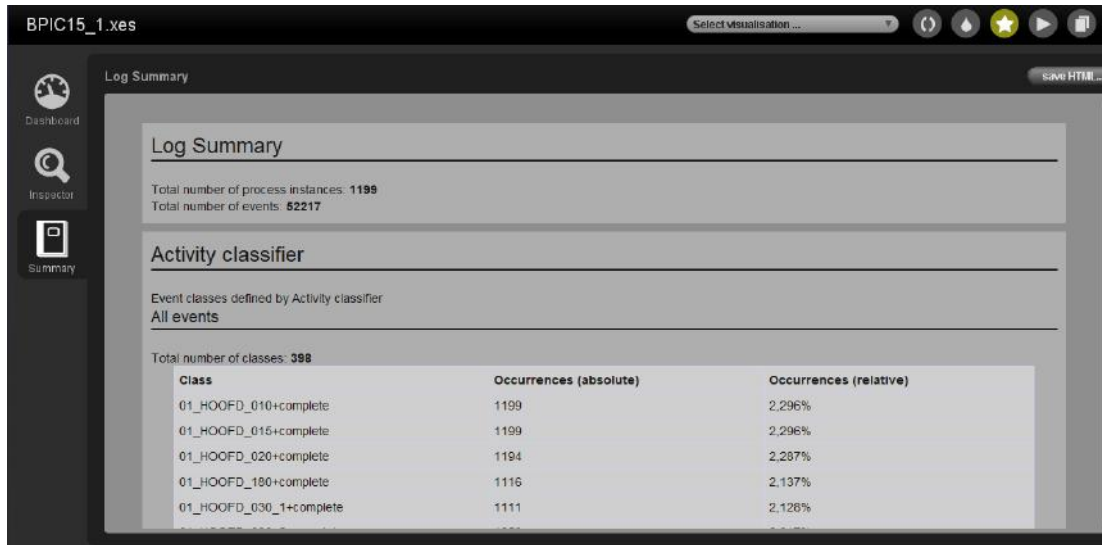 BPIC15_1.xes
Select visualisation ...
Log Summary
save HTML...
Dashboard
Inspector
Summary
Log Summary
Total number of process instances: 1199
Total number of events: 52217
Activity classifier
Event classes defined by Activity classifier
All events
Total number of classes: 398
Class Occurrences (absolute) Occurrences (relative)
01_HOOFD_010+complete 1199 2,296%
01_HOOFD_015+complete 1199 2,296%
01_HOOFD_020+complete 1194 2,287%
01_HOOFD_180+complete 1116 2,137%
01_HOOFD_030_1+complete 1111 2,128%